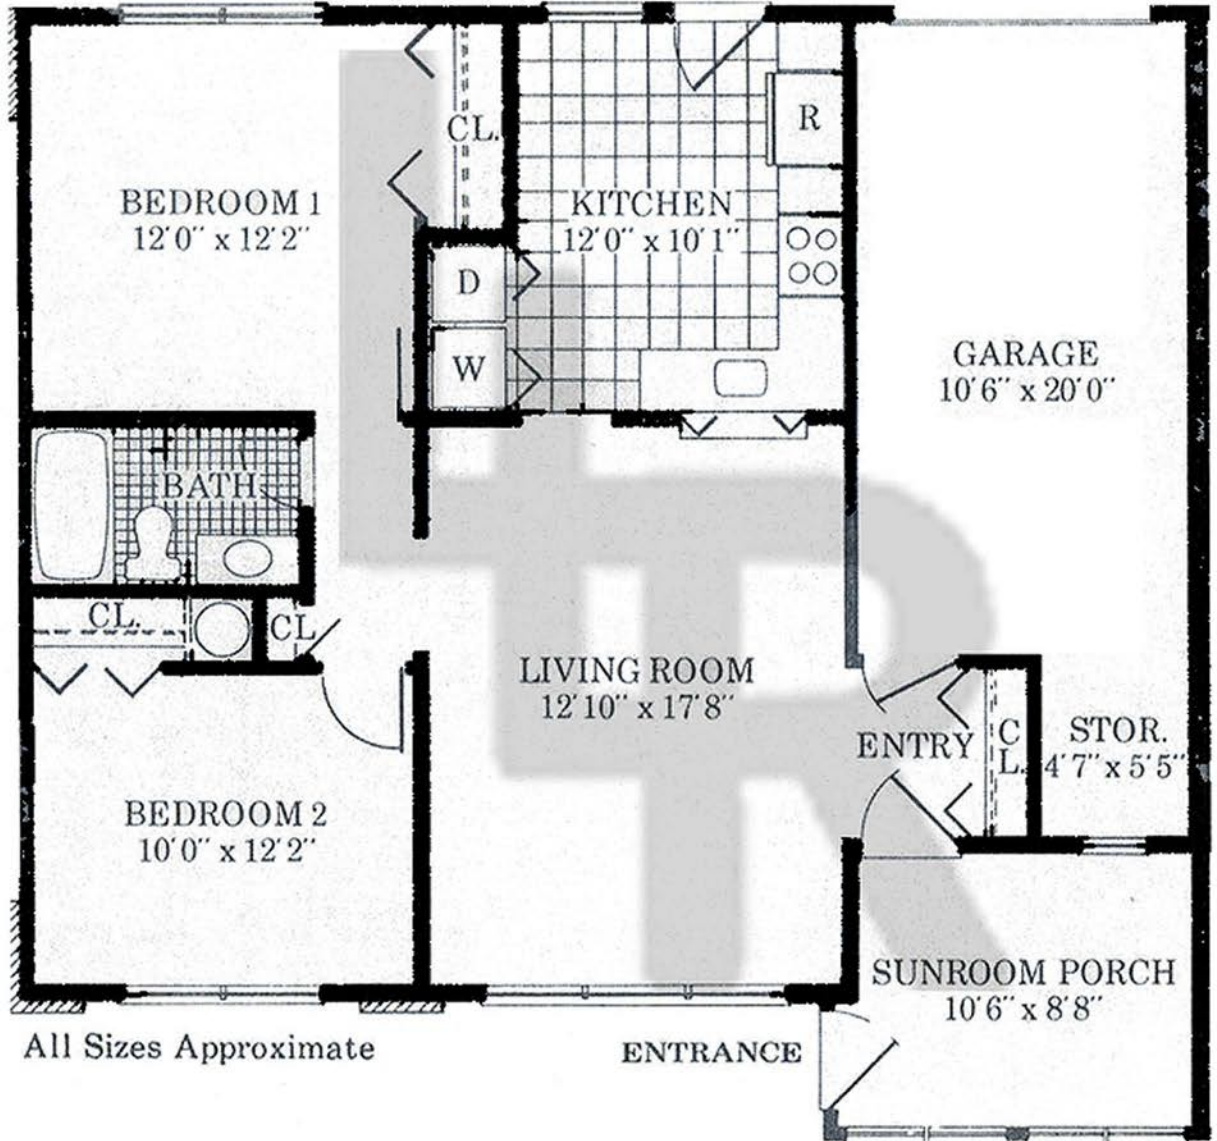 CL.
R
BEDROOM 1
12'0" x 12'2"
KITCHEN
12'0" x 10'1"
D
W
GARAGE
10'6" x 20'0"
BATH
CL.
CL
LIVING ROOM
12'10" x 17'8"
ENTRY
C
L.
STOR.
4'7" x 5'5"
BEDROOM 2
10'0" x 12'2"
SUNROOM PORCH
10'6" x 8'8"
All Sizes Approximate
ENTRANCE